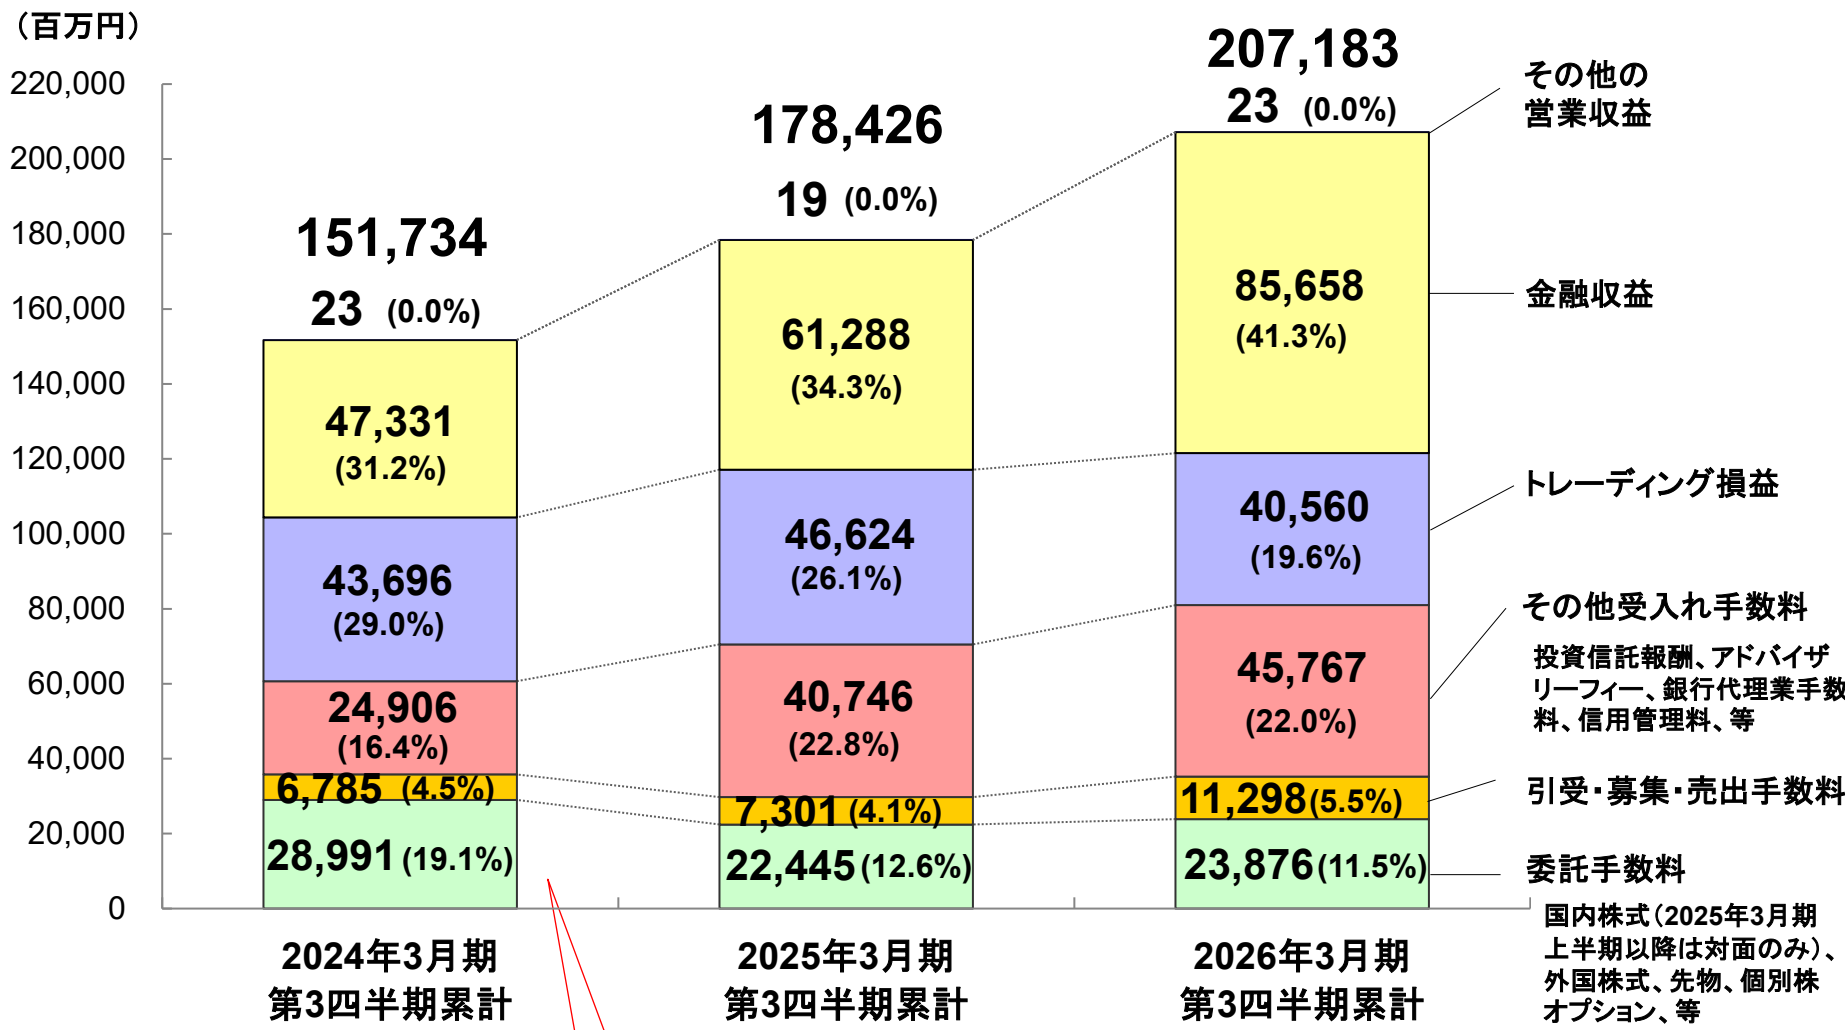 （百万円）
220,000
200,000
180,000
160,000
140,000
120,000
100,000
80,000
60,000
40,000
20,000
0
151,734
23 (0.0%)
47,331
(31.2%)
43,696
(29.0%)
24,906
(16.4%)
6,785 (4.5%)
28,991 (19.1%)
2024年3月期
第3四半期累計
178,426
19 (0.0%)
61,288
(34.3%)
46,624
(26.1%)
40,746
(22.8%)
7,301 (4.1%)
22,445 (12.6%)
2025年3月期
第3四半期累計
207,183
23 (0.0%)
85,658
(41.3%)
40,560
(19.6%)
45,767
(22.0%)
11,298 (5.5%)
23,876 (11.5%)
2026年3月期
第3四半期累計
その他の
営業収益
金融収益
トレーディング損益
その他受入れ手数料
投資信託報酬、アドバイザ
リーフィー、銀行代理業手数
料、信用管理料、等
引受・募集・売出手数料
委託手数料
国内株式（2025年3月期
上半期以降は対面のみ）、
外国株式、先物、個別株
オプション、等